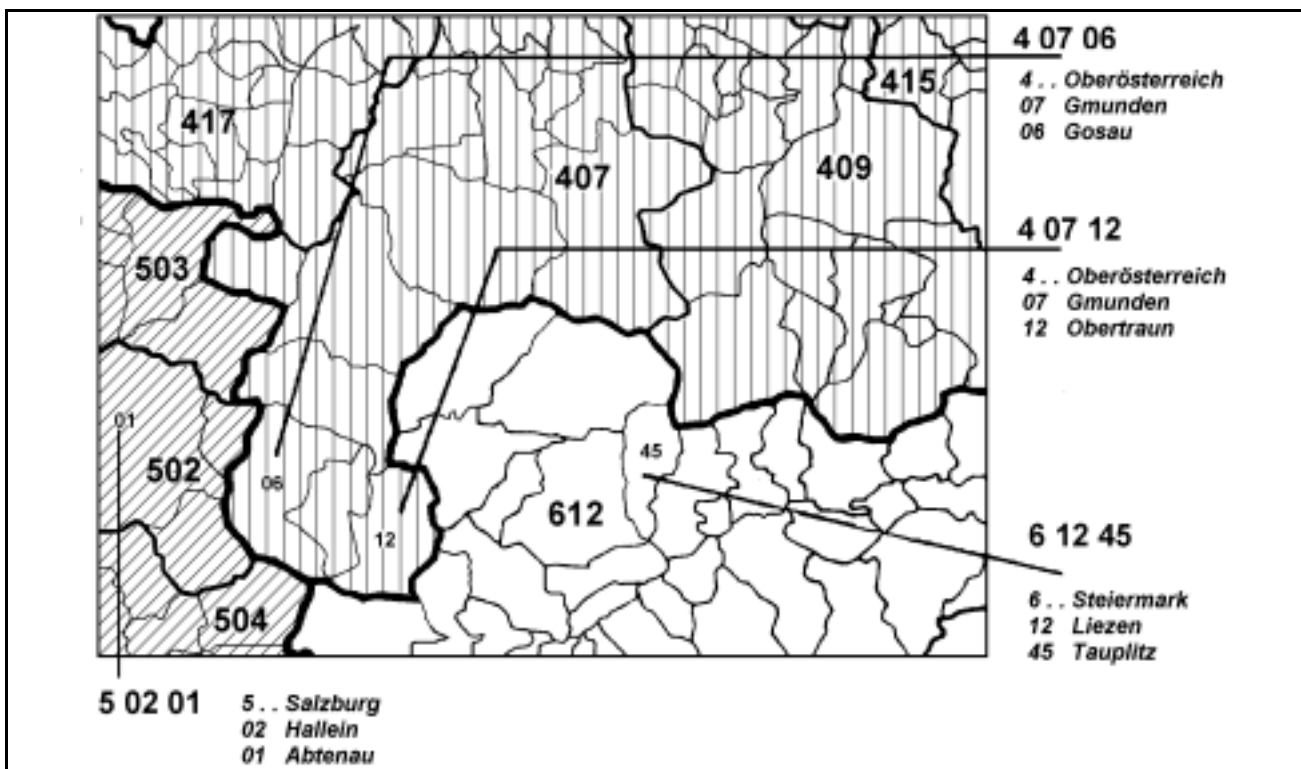 4 07 06
4 . . Oberösterreich
07 Gmunden
06 Gosau
415
417
409
407
4 07 12
4 . . Oberösterreich
07 Gmunden
12 Obertraun
503
01
502
45
06
612
12
6 12 45
6 . . Steiermark
12 Liezen
45 Tauplitz
504
5 02 01
5 . . Salzburg
02 Hallein
01 Abtenau